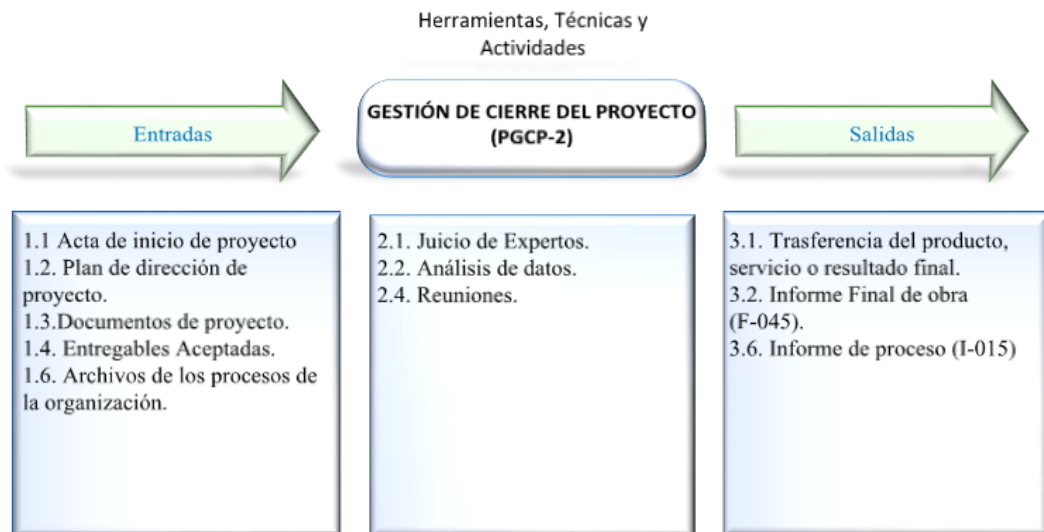 Herramientas, Técnicas y
Actividades
Entradas
GESTIÓN DE CIERRE DEL PROYECTO
(PGCP-2)
Salidas
1.1 Acta de inicio de proyecto
1.2. Plan de dirección de
proyecto.
1.3.Documentos de proyecto.
1.4. Entregables Aceptadas.
1.6. Archivos de los procesos de
la organización.
2.1. Juicio de Expertos.
2.2. Análisis de datos.
2.4. Reuniones.
3.1. Trasferencia del producto,
servicio o resultado final.
3.2. Informe Final de obra
(F-045).
3.6. Informe de proceso (I-015)